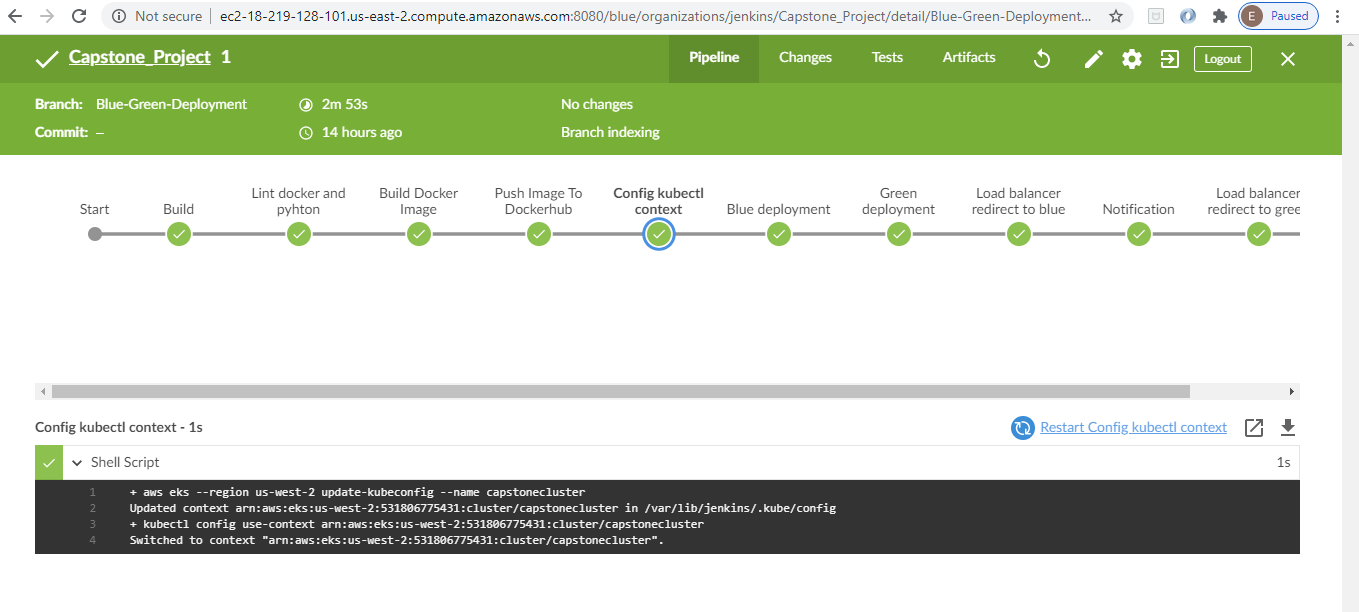 Not secure ec2-18-219-128-101.us-east-2.compute.amazonaws.com:8080/blue/organizations/jenkins/Capstone_Project/detail/Blue-Green-Deployment... E Paused
Capstone_Project 1 Pipeline Changes Tests Artifacts Logout
Branch: Blue-Green-Deployment 2m 53s No changes
Commit: – 14 hours ago Branch indexing
Start
Build
Lint docker and
pyhton
Build Docker
Image
Push Image To
Dockerhub
Config kubectl
context
Blue deployment
Green
deployment
Load balancer
redirect to blue
Notification
Load balancer
redirect to gree
Config kubectl context - 1s Restart Config kubectl context
Shell Script 1s
1 + aws eks --region us-west-2 update-kubeconfig --name capstonecluster
2 Updated context arn:aws:eks:us-west-2:531806775431:cluster/capstonecluster in /var/lib/jenkins/.kube/config
3 + kubectl config use-context arn:aws:eks:us-west-2:531806775431:cluster/capstonecluster
4 Switched to context "arn:aws:eks:us-west-2:531806775431:cluster/capstonecluster".